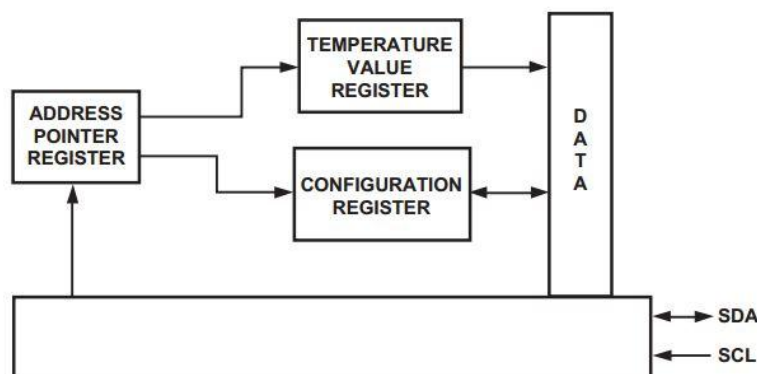 TEMPERATURE
VALUE
REGISTER
ADDRESS
POINTER
REGISTER
CONFIGURATION
REGISTER
D
A
T
A
SDA
SCL